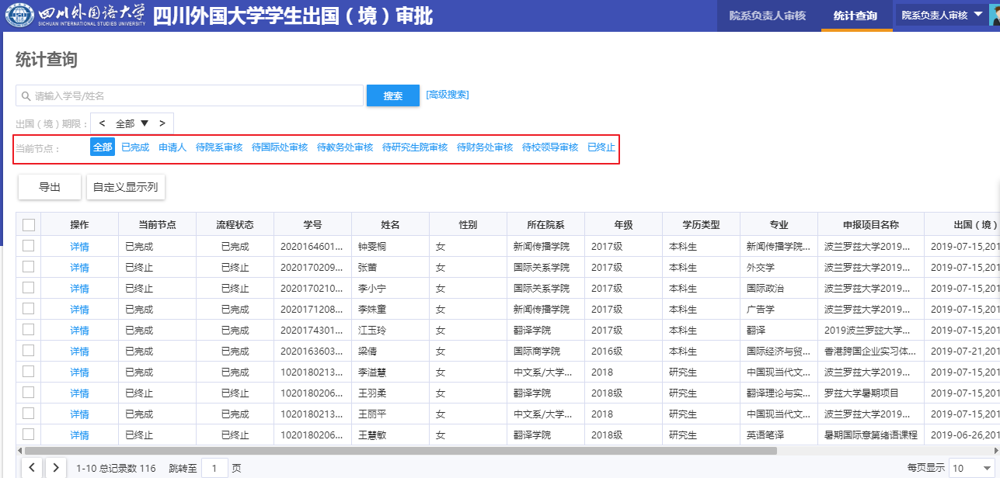 四川外国语大学 四川外国大学学生出国（境）审批 院系负责人审核 统计查询 院系负责人审核
SICHUAN INTERNATIONAL STUDIES UNIVERSITY
统计查询
请输入学号/姓名 搜索 [高级搜索]
出国（境）期限： < 全部 ▼ >
当前节点： 全部 已完成 申请人 待院系审核 待国际处审核 待教务处审核 待研究生院审核 待财务处审核 待校领导审核 已终止
导出 自定义显示列
操作 当前节点 流程状态 学号 姓名 性别 所在院系 年级 学历类型 专业 申报项目名称 出国（境）
详情 已完成 已完成 2020164601... 钟雯桐 女 新闻传播学院 2017级 本科生 新闻传播学院... 波兰罗兹大学2019... 2019-07-15,201
详情 已终止 已终止 2020170209... 张苗 女 国际关系学院 2017级 本科生 外交学 波兰罗兹大学2019... 2019-07-15,201
详情 已终止 已终止 2020170210... 李小宁 女 国际关系学院 2017级 本科生 国际政治 波兰罗兹大学2019... 2019-07-15,201
详情 已完成 已完成 2020171208... 李姝童 女 新闻传播学院 2017级 本科生 广告学 波兰罗兹大学2019... 2019-07-15,201
详情 已完成 已完成 2020174301... 江玉玲 女 翻译学院 2017级 本科生 翻译 2019波兰罗兹大学... 2019-07-15,201
详情 已完成 已完成 2020163603... 梁倩 女 国际商学院 2016级 本科生 国际经济与贸... 香港跨国企业实习体... 2019-07-21,201
详情 已完成 已完成 1020180213... 李溢慧 女 中文系/大学... 2018 研究生 中国现当代文... 波兰罗兹大学2019... 2019-07-15,201
详情 已终止 已终止 1020180206... 王羽柔 女 翻译学院 2018级 研究生 翻译理论与实... 罗兹大学暑期项目 2019-07-15,201
详情 已完成 已完成 1020180213... 王丽平 女 中文系/大学... 2018 研究生 中国现当代文... 波兰罗兹大学2019... 2019-07-15,201
详情 已终止 已终止 1020180206... 王慧敏 女 翻译学院 2018级 研究生 英语笔译 暑期国际意第绪语课程 2019-06-26,201
1-10 总记录数 116 跳转至 1 页 每页显示 10